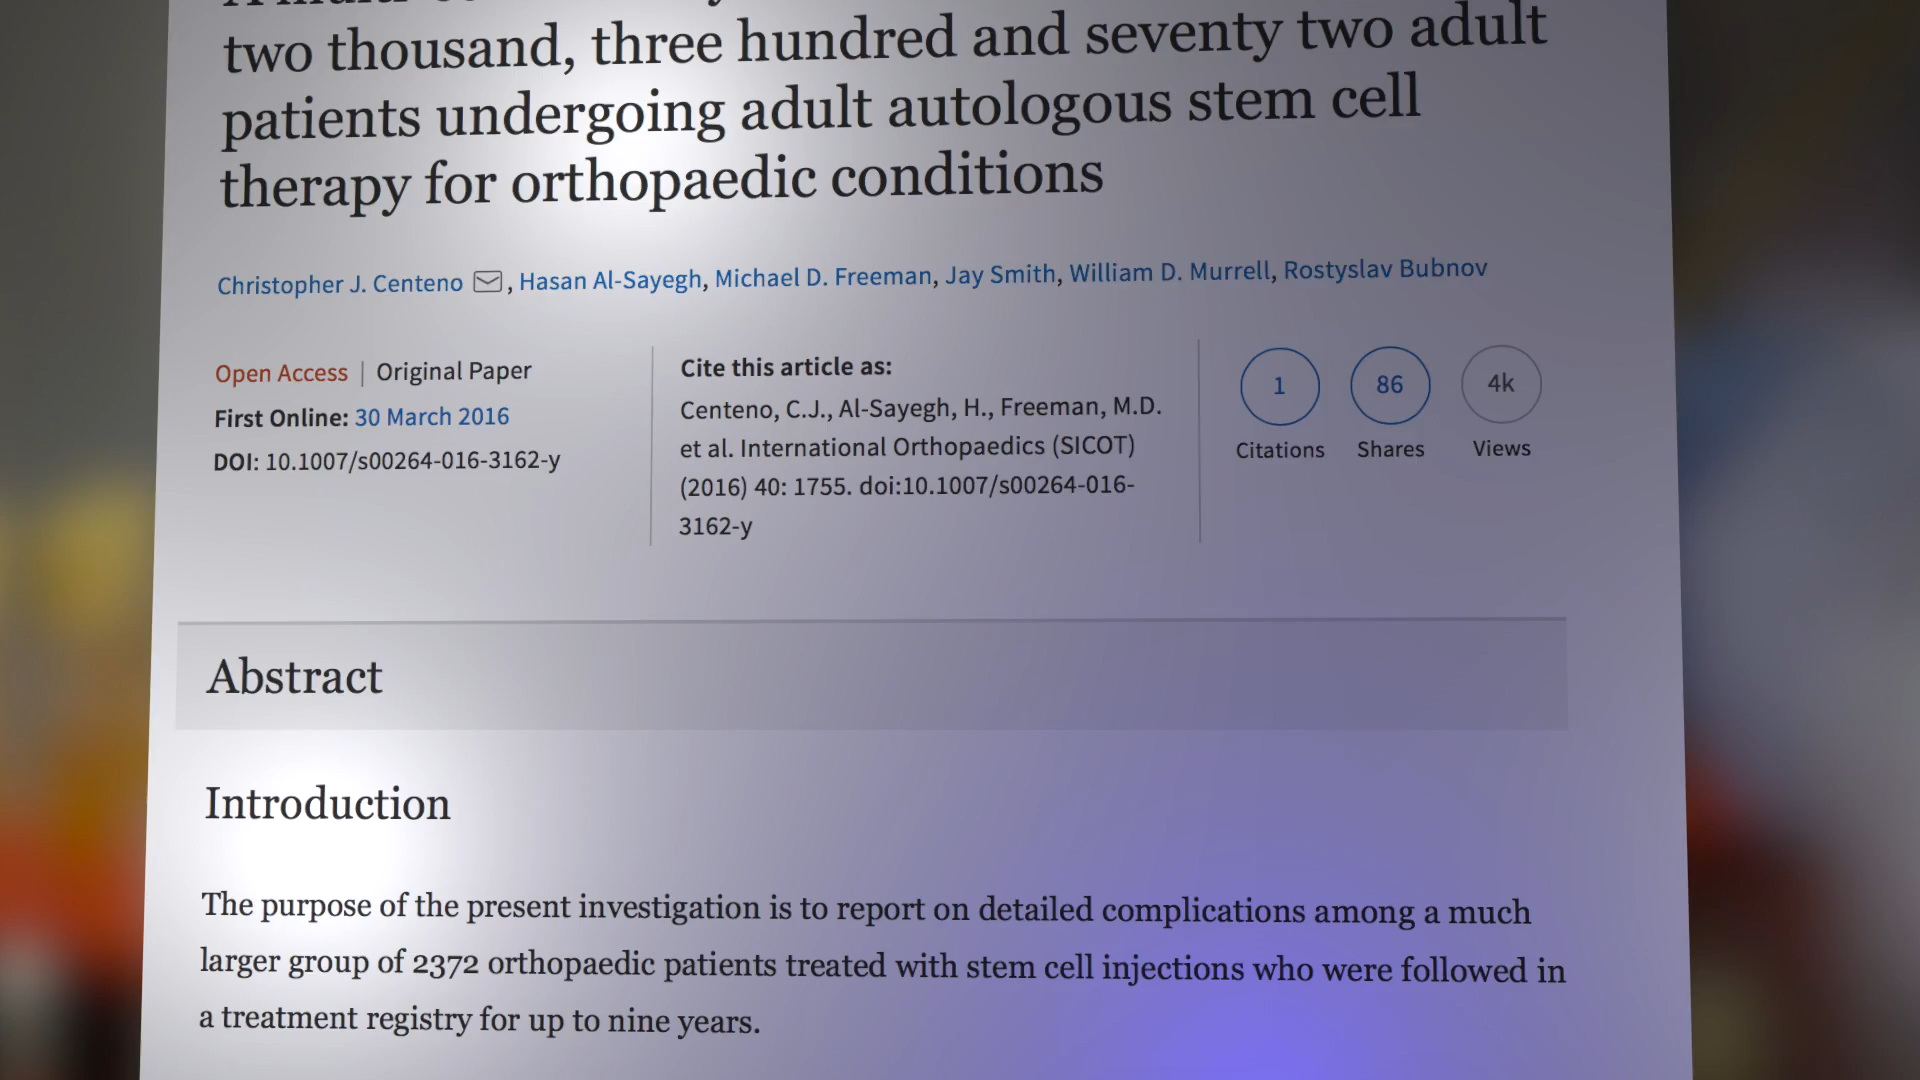 two thousand, three hundred and seventy two adult
patients undergoing adult autologous stem cell
therapy for orthopaedic conditions
Christopher J. Centeno , Hasan Al-Sayegh, Michael D. Freeman, Jay Smith, William D. Murrell, Rostyslav Bubnov
Open Access | Original Paper
First Online: 30 March 2016
DOI: 10.1007/s00264-016-3162-y
Cite this article as:
Centeno, C.J., Al-Sayegh, H., Freeman, M.D.
et al. International Orthopaedics (SICOT)
(2016) 40: 1755. doi:10.1007/s00264-016-
3162-y
1
Citations
86
Shares
4k
Views
Abstract
Introduction
The purpose of the present investigation is to report on detailed complications among a much
larger group of 2372 orthopaedic patients treated with stem cell injections who were followed in
a treatment registry for up to nine years.